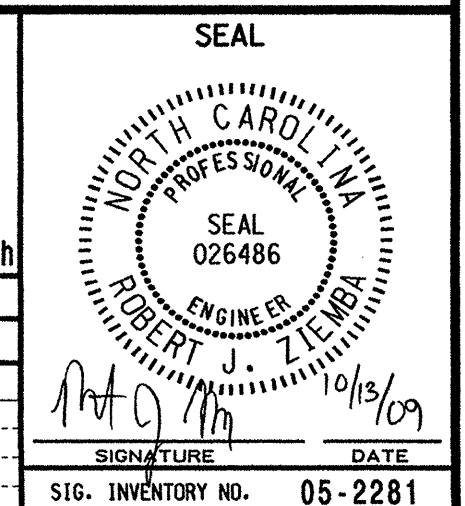 SEAL
NORTH CAROLINA
PROFESSIONAL
SEAL
026486
ENGINEER
ROBERT J. ZIEMBA
h
10/13/09
SIGNATURE DATE
SIG. INVENTORY NO. 05-2281